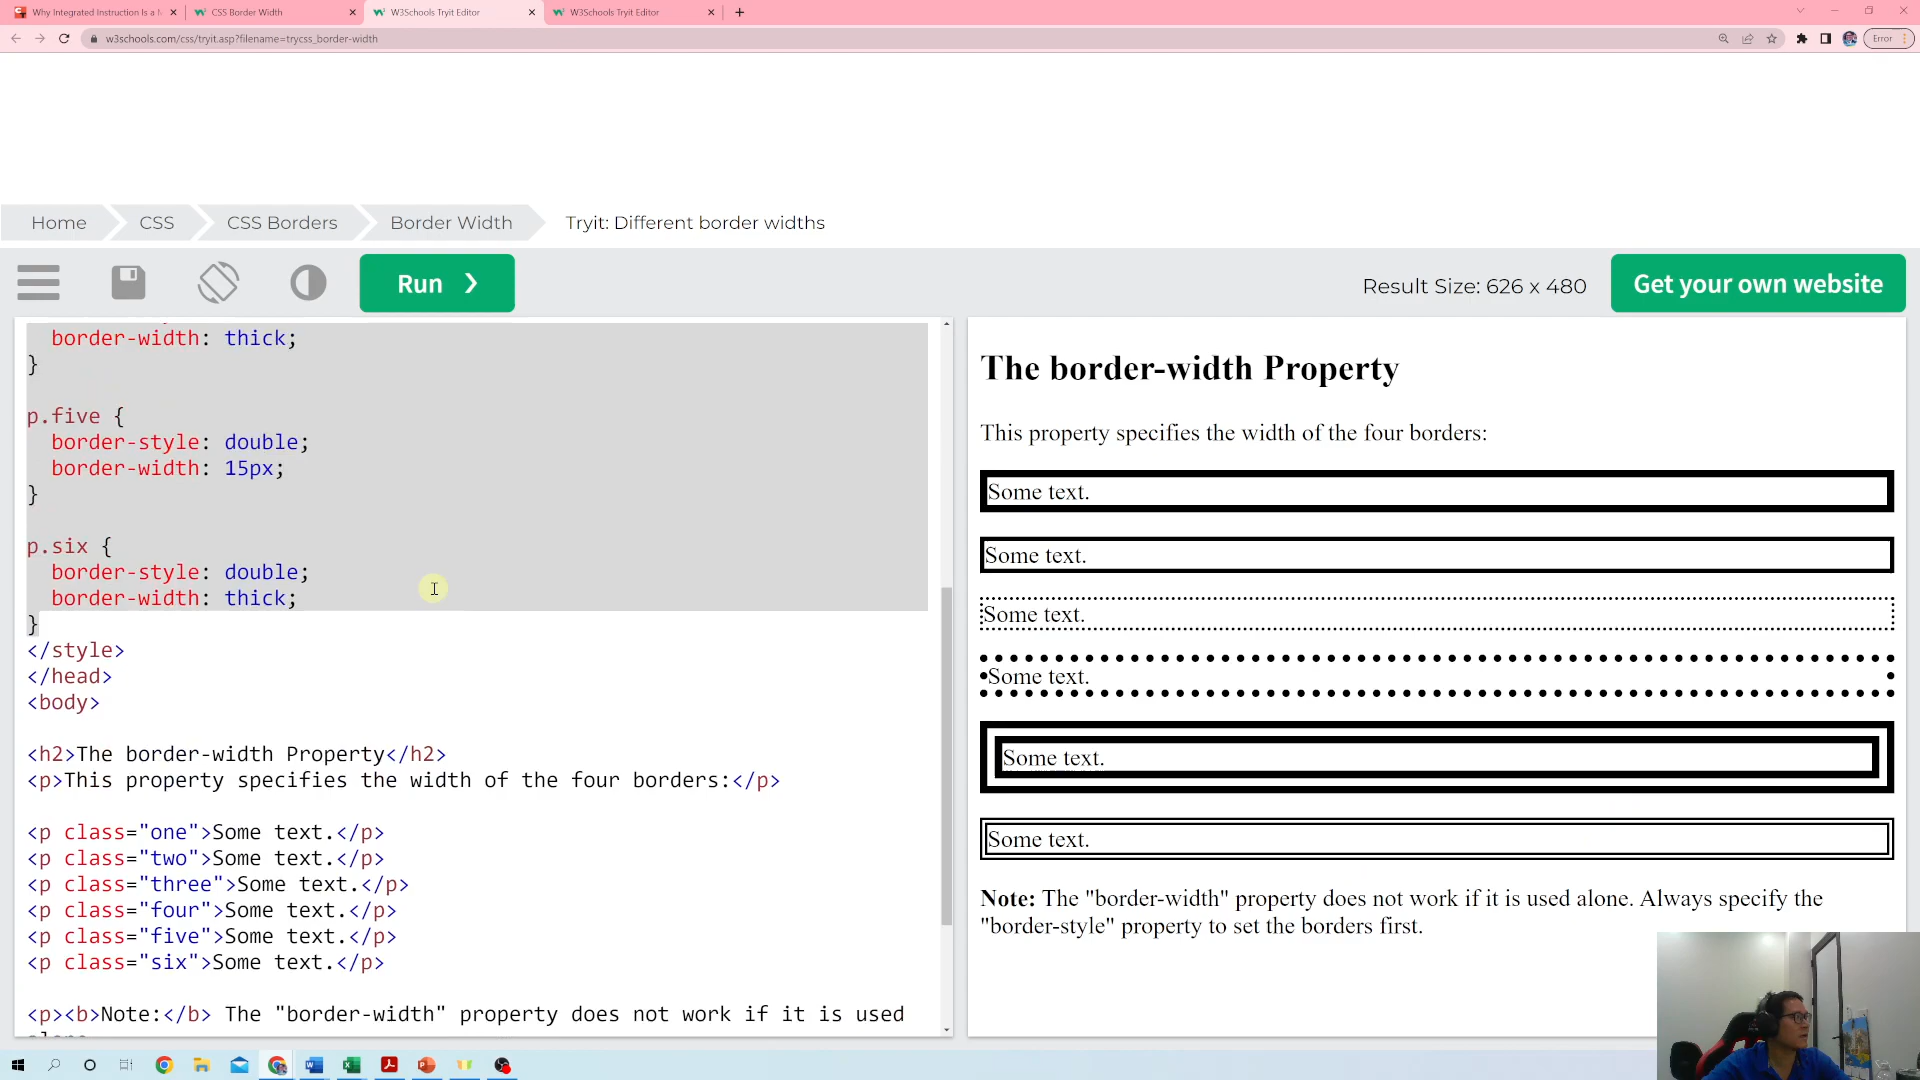 Why Integrated Instruction Is a M
CSS Border Width
W3Schools Tryit Editor
W3Schools Tryit Editor
w3schools.com/css/tryit.asp?filename=trycss_border-width
Error
Home
CSS
CSS Borders
Border Width
Tryit: Different border widths
Run ❯
Result Size: 626 x 480
Get your own website
border-width: thick;
}
p.five {
border-style: double;
border-width: 15px;
}
p.six {
border-style: double;
border-width: thick;
}
</style>
</head>
<body>
<h2>The border-width Property</h2>
<p>This property specifies the width of the four borders:</p>
<p class="one">Some text.</p>
<p class="two">Some text.</p>
<p class="three">Some text.</p>
<p class="four">Some text.</p>
<p class="five">Some text.</p>
<p class="six">Some text.</p>
<p><b>Note:</b> The "border-width" property does not work if it is used
The border-width Property
This property specifies the width of the four borders:
Some text.
Some text.
Some text.
Some text.
Some text.
Some text.
Note: The "border-width" property does not work if it is used alone. Always specify the
"border-style" property to set the borders first.